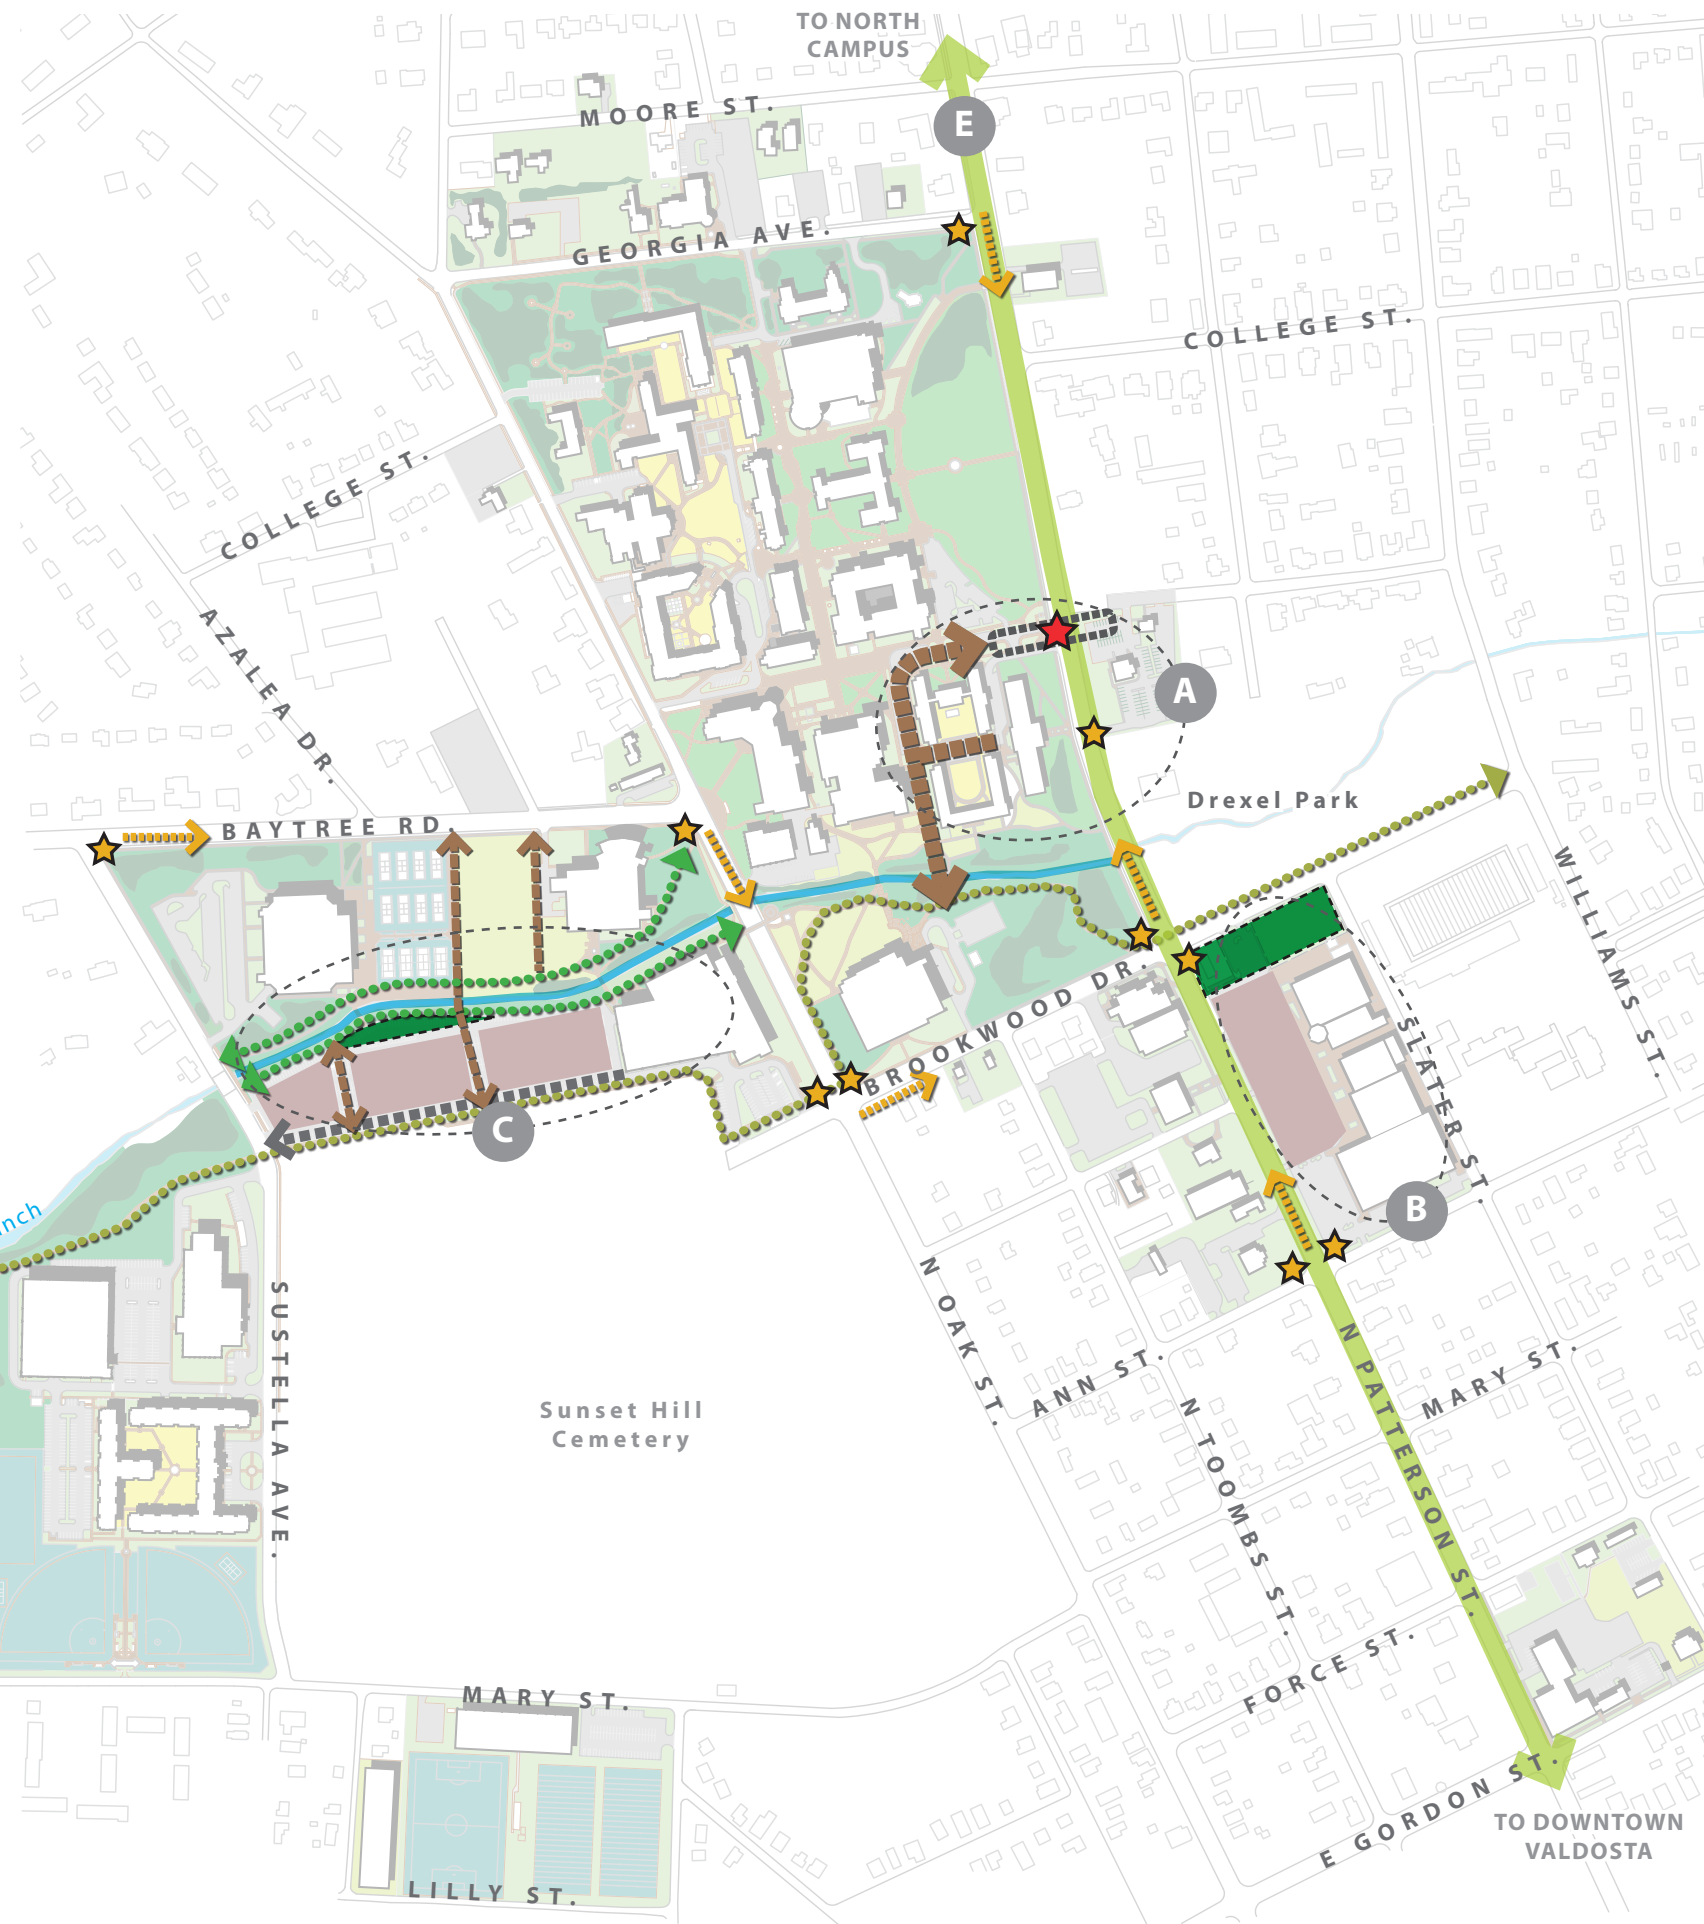 TO NORTH
CAMPUS
MOORE ST.
E
GEORGIA AVE.
COLLEGE ST.
COLLEGE ST.
AZALEA DR.
A
Drexel Park
BAYTREE RD.
WILLIAMS ST.
BROOKWOOD DR.
SLATER ST.
C
B
nch
SUSTELLA AVE.
N OAK ST.
ANN ST.
N PATTERSON ST.
MARY ST.
N TOOMBS ST.
Sunset Hill
Cemetery
FORCE ST.
MARY ST.
E GORDON ST.
TO DOWNTOWN
VALDOSTA
LILLY ST.